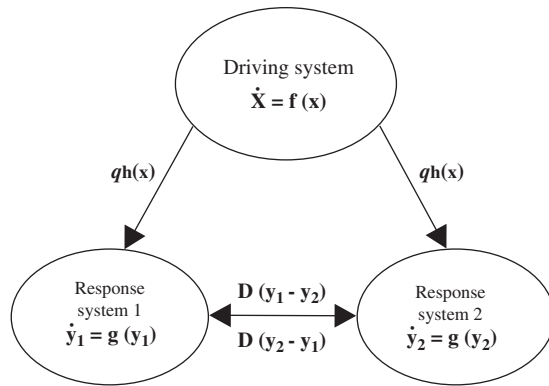 Driving system
Ẋ = f (x)
qh(x)
qh(x)
Response
system 1
ẏ₁ = g (y₁)
D (y₁ - y₂)
D (y₂ - y₁)
Response
system 2
ẏ₂ = g (y₂)